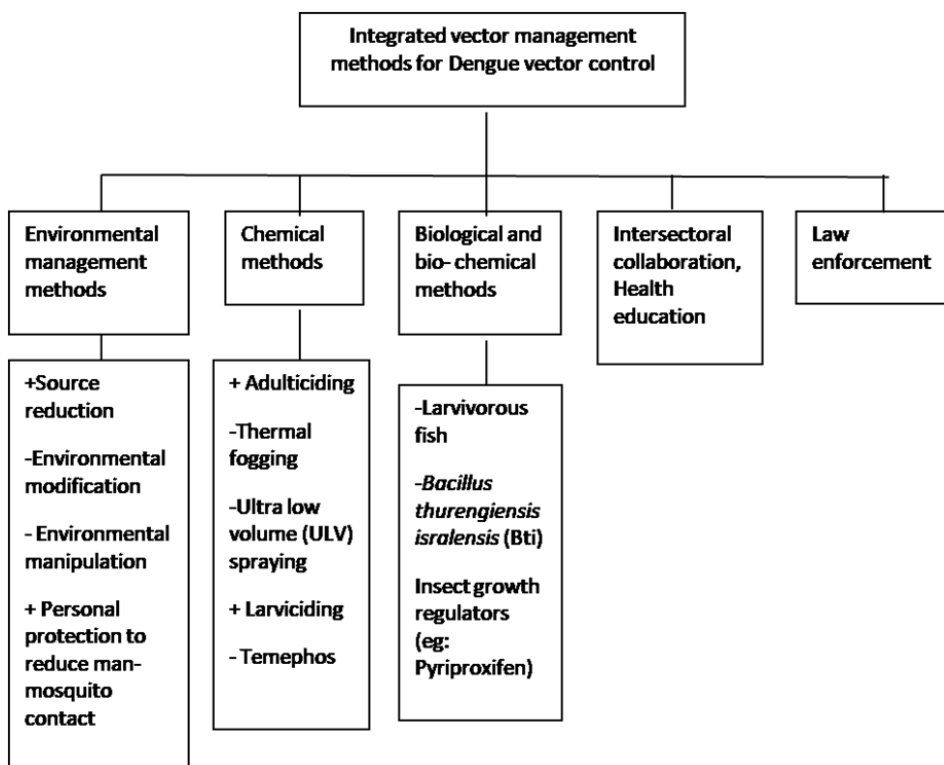 Integrated vector management
methods for Dengue vector control
Environmental
management
methods
Chemical
methods
Biological and
bio- chemical
methods
Intersectoral
collaboration,
Health
education
Law
enforcement
+Source
reduction
-Environmental
modification
- Environmental
manipulation
+ Personal
protection to
reduce man-
mosquito
contact
+ Adulticiding
-Thermal
fogging
-Ultra low
volume (ULV)
spraying
+ Larviciding
- Temephos
-Larvivorous
fish
-Bacillus
thurengiensis
isralensis (Bti)
Insect growth
regulators
(eg:
Pyriproxifen)